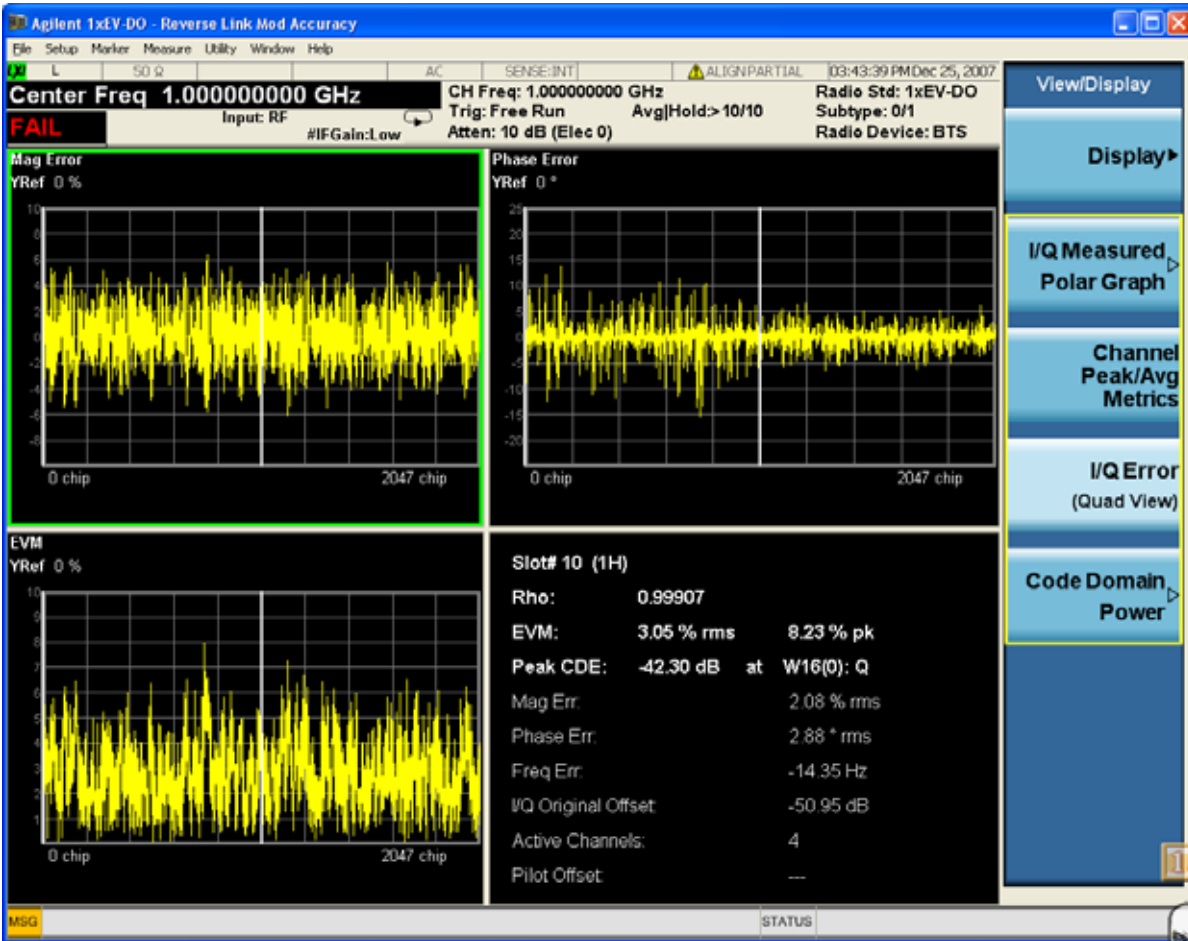 Agilent 1xEV-DO - Reverse Link Mod Accuracy
File Setup Marker Measure Utility Window Help
LXI L 50 Ω AC SENSE:INT ALIGN PARTIAL 03:43:39 PM Dec 25, 2007
Center Freq 1.000000000 GHz
CH Freq: 1.000000000 GHz Radio Std: 1xEV-DO
Input: RF Trig: Free Run Avg|Hold:> 10/10 Subtype: 0/1
FAIL #IFGain:Low Atten: 10 dB (Elec 0) Radio Device: BTS
Mag Error
YRef 0 %
10
8
6
4
2
0
-2
-4
-6
-8
0 chip 2047 chip
Phase Error
YRef 0 °
25
20
15
10
5
0
-5
-10
-15
-20
0 chip 2047 chip
EVM
YRef 0 %
10
9
8
7
6
5
4
3
2
1
0 chip 2047 chip
Slot# 10 (1H)
Rho: 0.99907
EVM: 3.05 % rms 8.23 % pk
Peak CDE: -42.30 dB at W16(0): Q
Mag Err: 2.08 % rms
Phase Err: 2.88 ° rms
Freq Err: -14.35 Hz
I/Q Original Offset: -50.95 dB
Active Channels: 4
Pilot Offset: ---
View/Display
Display
I/Q Measured
Polar Graph
Channel
Peak/Avg
Metrics
I/Q Error
(Quad View)
Code Domain
Power
1
MSG STATUS